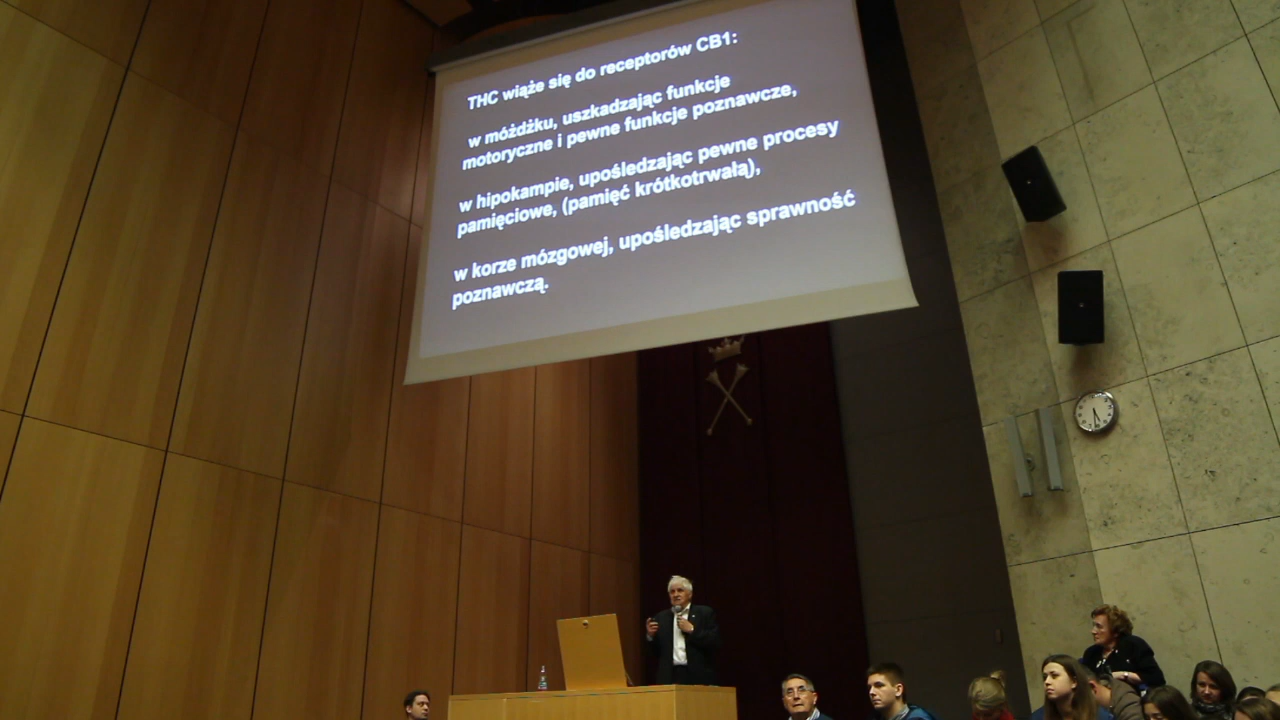 THC wiąże się do receptorów CB1:
w móżdżku, uszkadzając funkcje
motoryczne i pewne funkcje poznawcze,
w hipokampie, upośledzając pewne procesy
pamięciowe, (pamięć krótkotrwałą),
w korze mózgowej, upośledzając sprawność
poznawczą.